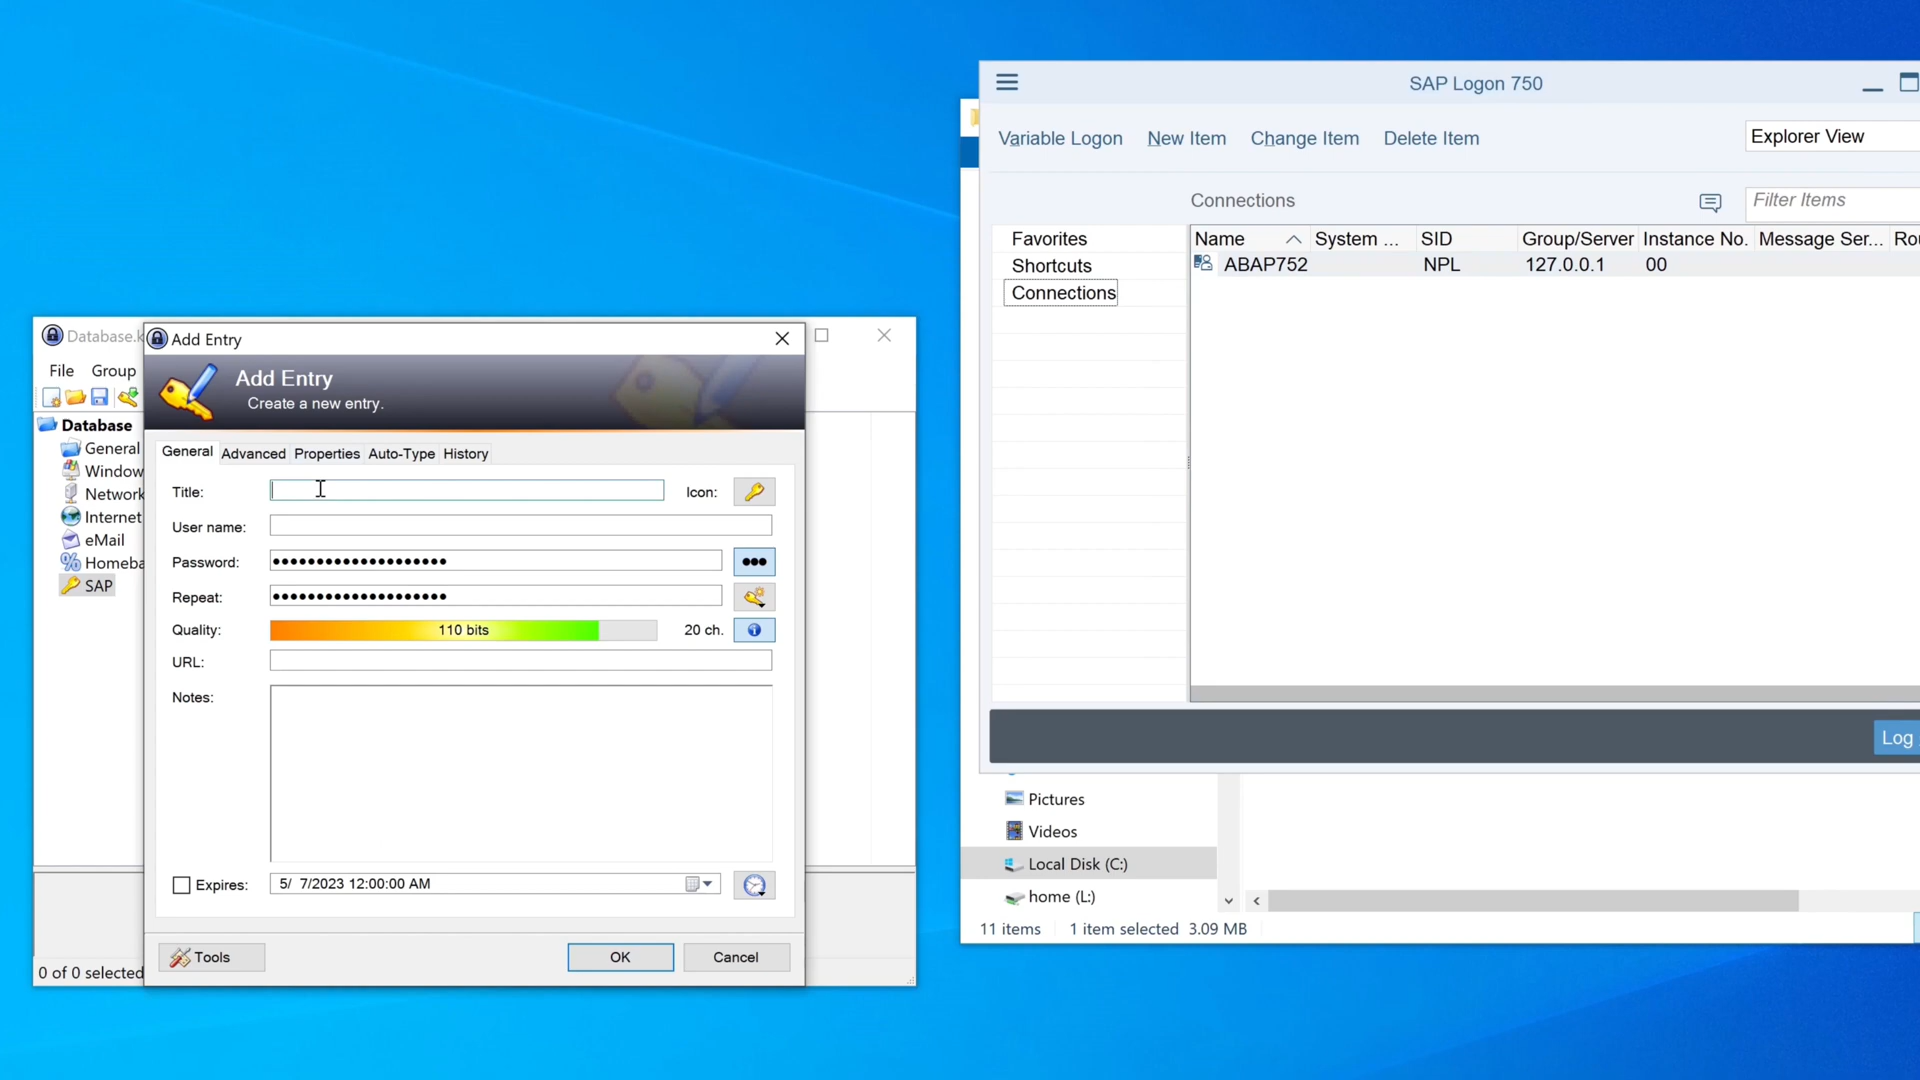 Database.k
File
Group
Database
General
Window
Network
Internet
eMail
Homeba
SAP
0 of 0 selected
Add Entry
Add Entry
Create a new entry.
General
Advanced
Properties
Auto-Type
History
Title:
Icon:
User name:
Password:
●●●●●●●●●●●●●●●●●●●●
●●●
Repeat:
●●●●●●●●●●●●●●●●●●●●
Quality:
110 bits
20 ch.
URL:
Notes:
Expires:
5/ 7/2023 12:00:00 AM
Tools
OK
Cancel
SAP Logon 750
Variable Logon
New Item
Change Item
Delete Item
Explorer View
Connections
Filter Items
Favorites
Shortcuts
Connections
Name
System ...
SID
Group/Server
Instance No.
Message Ser...
Ro
ABAP752
NPL
127.0.0.1
00
Log
Pictures
Videos
Local Disk (C:)
home (L:)
11 items
1 item selected 3.09 MB